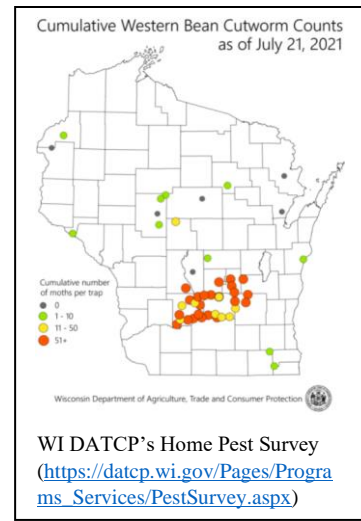 Cumulative Western Bean Cutworm Counts
as of July 21, 2021
Cumulative number
of moths per trap
0
1 - 10
11 - 50
51+
Wisconsin Department of Agriculture, Trade and Consumer Protection
WI DATCP’s Home Pest Survey
(https://datcp.wi.gov/Pages/Progra
ms_Services/PestSurvey.aspx)